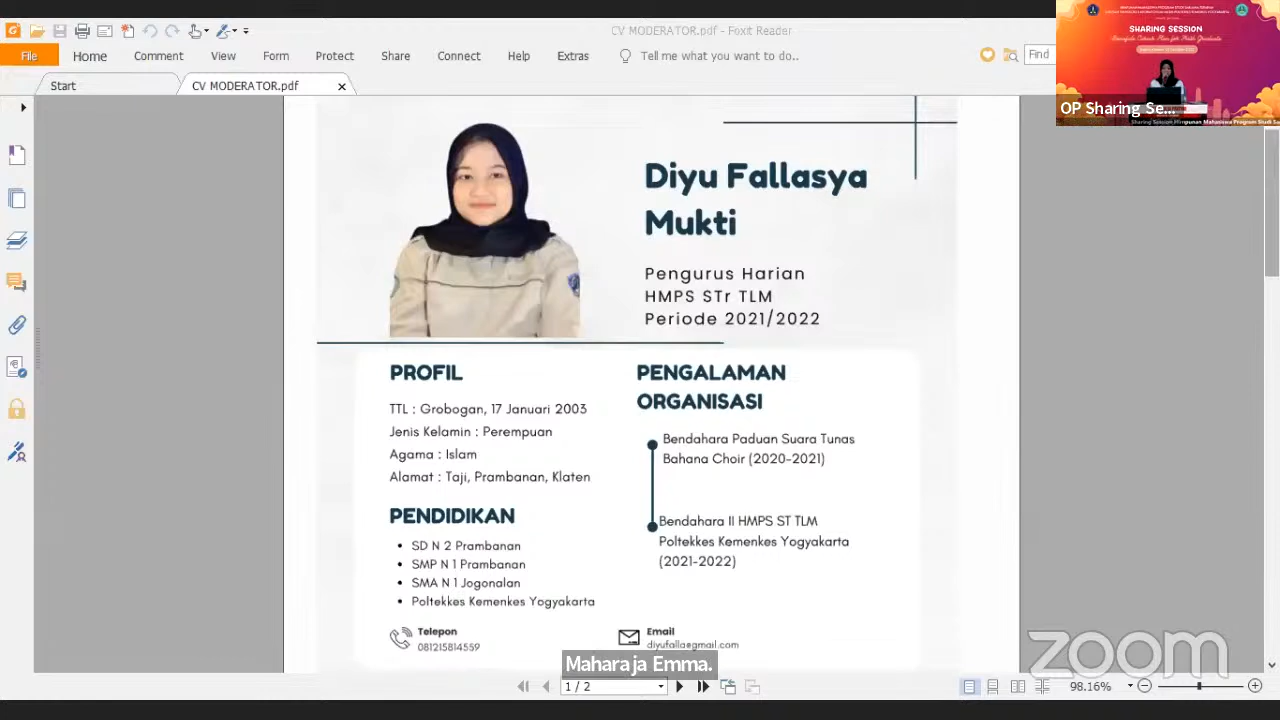 CV MODERATOR.pdf - Foxit Reader
File Home Comment View Form Protect Share Connect Help Extras Tell me what you want to do.. Find
Start CV MODERATOR.pdf
SHARING SESSION
OP Sharing Se...
Diyu Fallasya
Mukti
Pengurus Harian
HMPS STr TLM
Periode 2021/2022
PROFIL
TTL : Grobogan, 17 Januari 2003
Jenis Kelamin : Perempuan
Agama : Islam
Alamat : Taji, Prambanan, Klaten
PENDIDIKAN
SD N 2 Prambanan
SMP N 1 Prambanan
SMA N 1 Jogonalan
Poltekkes Kemenkes Yogyakarta
PENGALAMAN
ORGANISASI
Bendahara Paduan Suara Tunas
Bahana Choir (2020-2021)
Bendahara II HMPS ST TLM
Poltekkes Kemenkes Yogyakarta
(2021-2022)
Telepon
081215814559
Email
diyufalla@gmail.com
Maharaja Emma.
zoom
1 / 2
98.16%